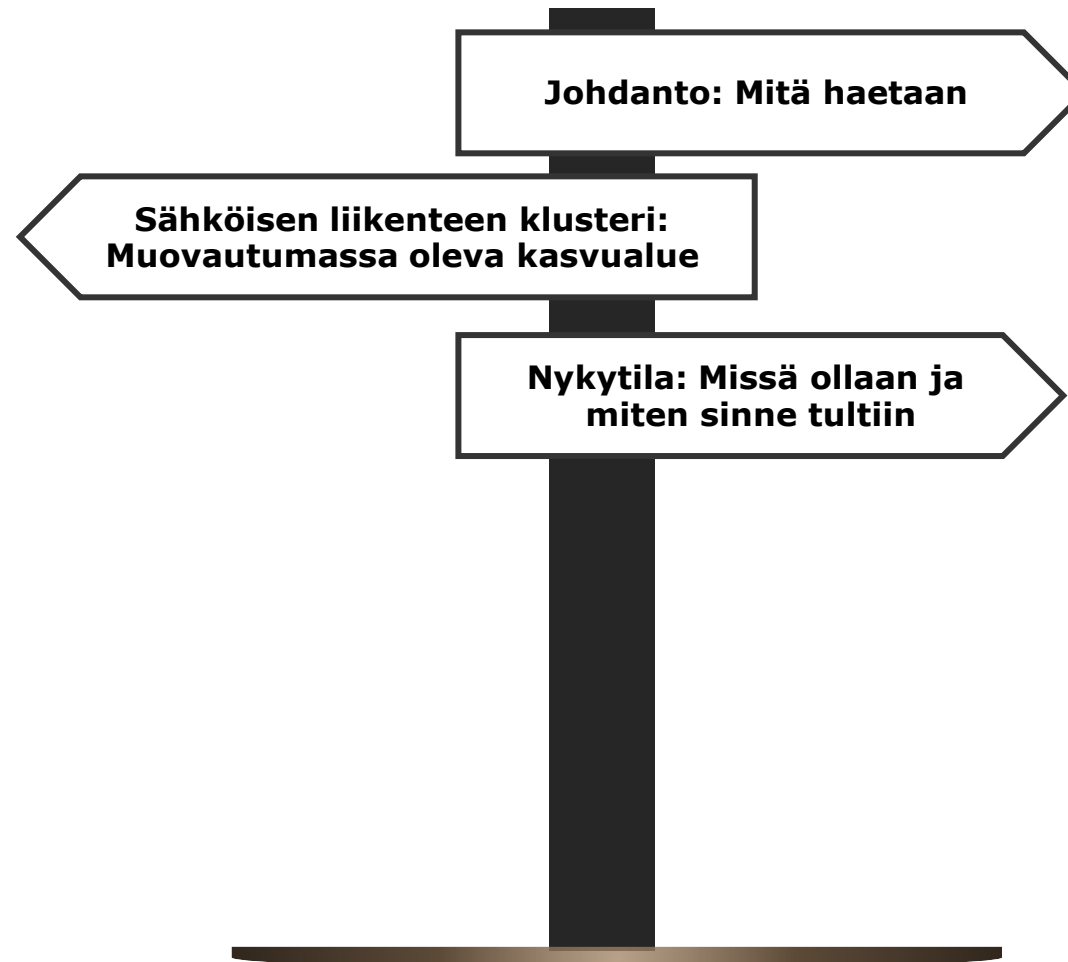 Johdanto: Mitä haetaan
Sähköisen liikenteen klusteri:
Muovautumassa oleva kasvualue
Nykytila: Missä ollaan ja
miten sinne tultiin